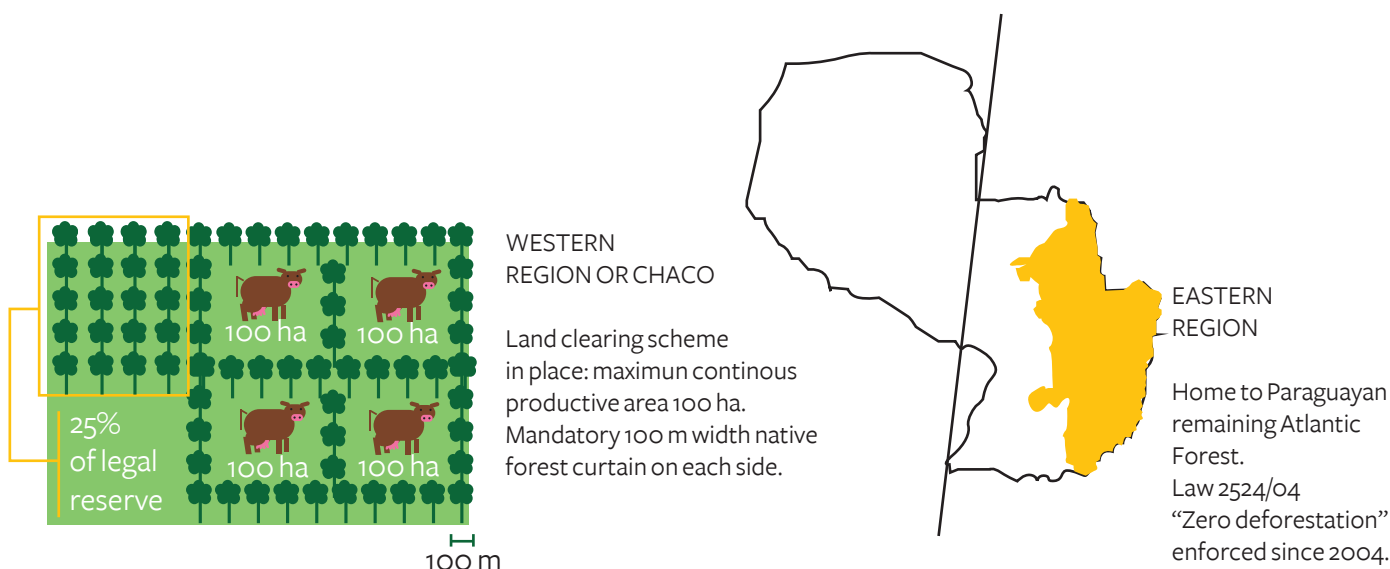 100 ha
100 ha
100 ha
100 ha
25%
of legal
reserve
100 m
WESTERN
REGION OR CHACO
Land clearing scheme
in place: maximun continous
productive area 100 ha.
Mandatory 100 m width native
forest curtain on each side.
EASTERN
REGION
Home to Paraguayan
remaining Atlantic
Forest.
Law 2524/04
“Zero deforestation”
enforced since 2004.